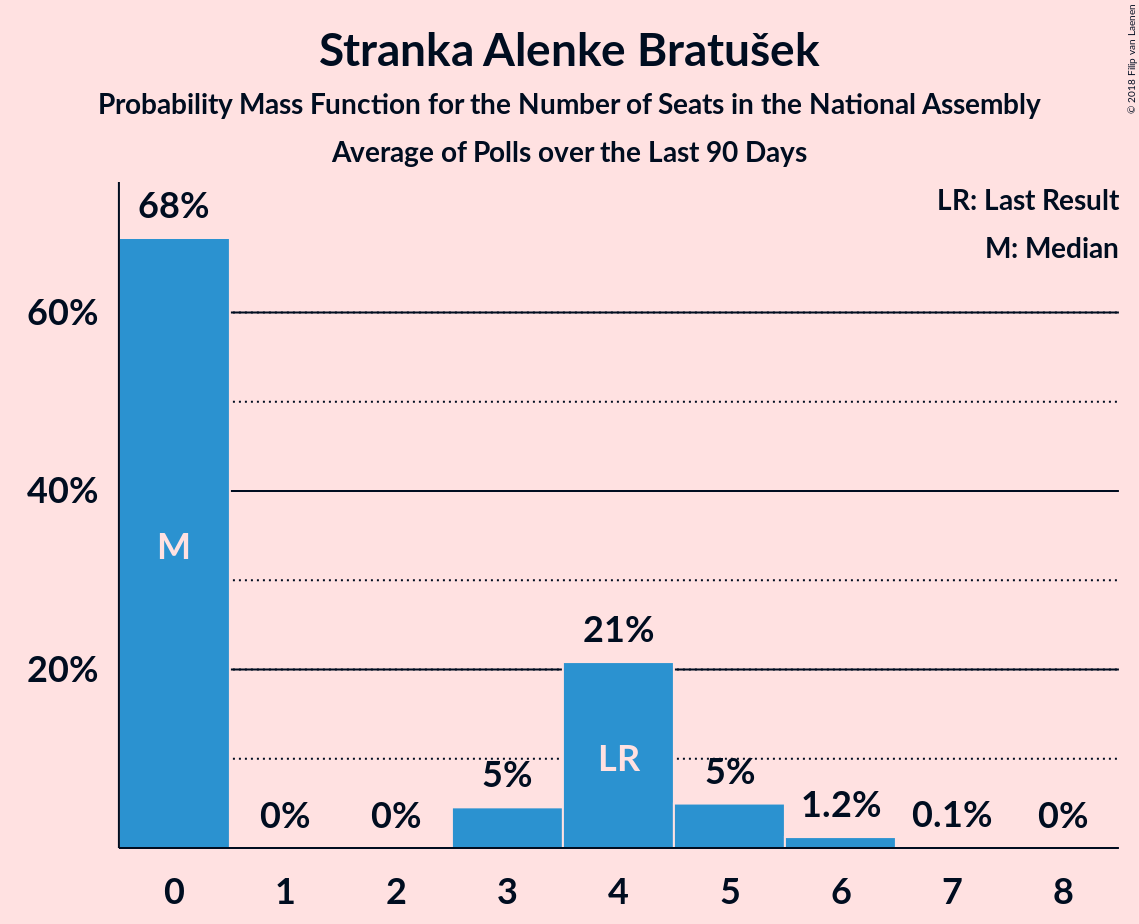 Stranka Alenke Bratušek
Probability Mass Function for the Number of Seats in the National Assembly
Average of Polls over the Last 90 Days
© 2018 Filip van Laenen
LR: Last Result
M: Median
68%
60%
40%
M
21%
20%
LR
5%
5%
1.2%
0%
0%
0.1%
0%
0 1 2 3 4 5 6 7 8